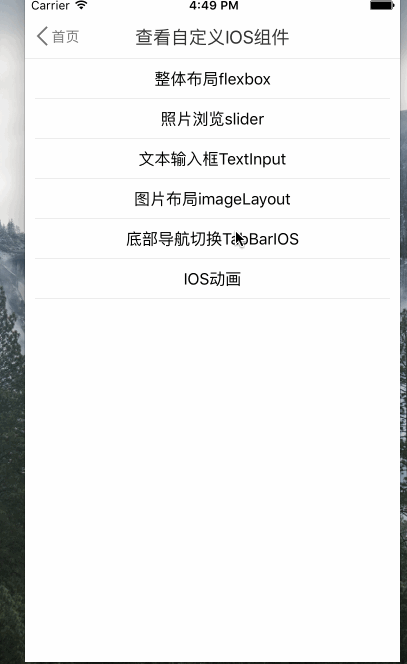 Carrier 4:49 PM
首页 查看自定义IOS组件
整体布局flexbox
照片浏览slider
文本输入框TextInput
图片布局imageLayout
底部导航切换TabBarIOS
IOS动画